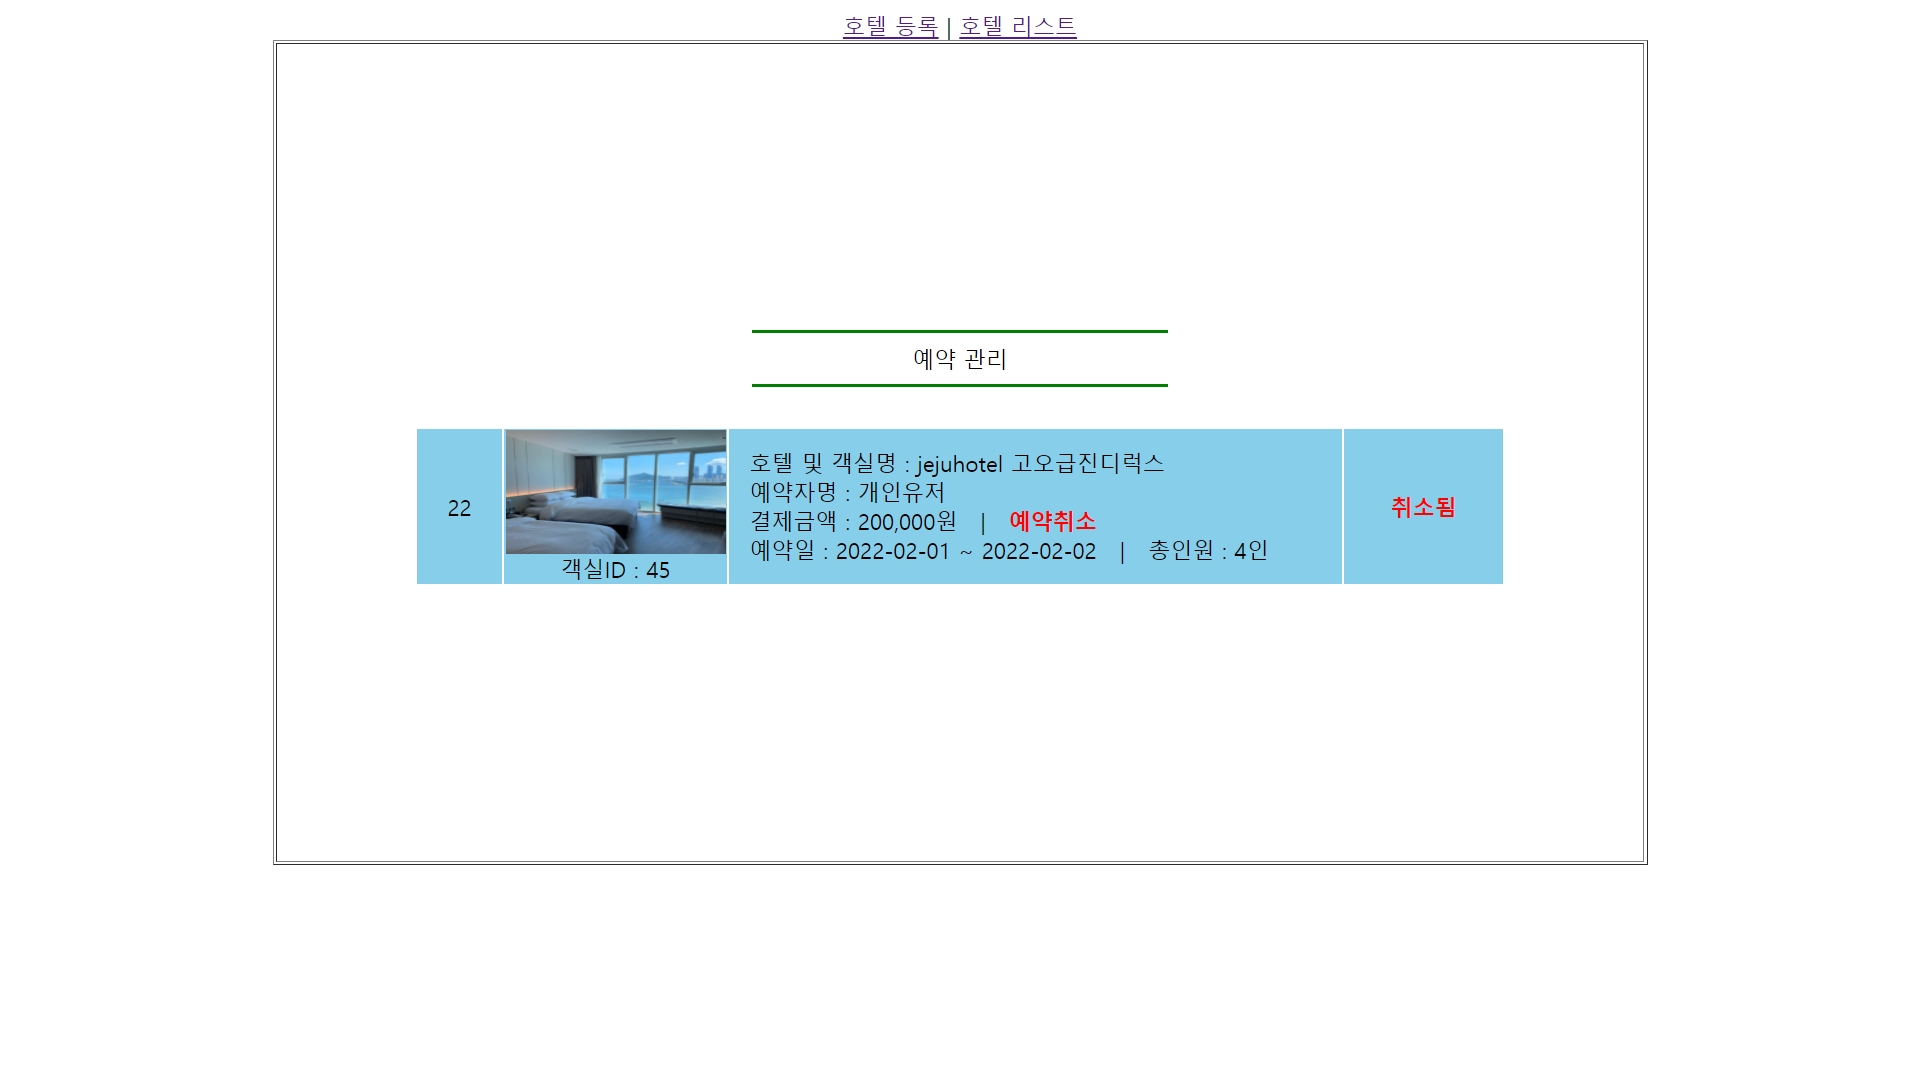 호텔 등록 | 호텔 리스트
예약 관리
22
객실ID : 45
호텔 및 객실명 : jejuhotel 고오급진디럭스
예약자명 : 개인유저
결제금액 : 200,000원 | 예약취소
예약일 : 2022-02-01 ~ 2022-02-02 | 총인원 : 4인
취소됨